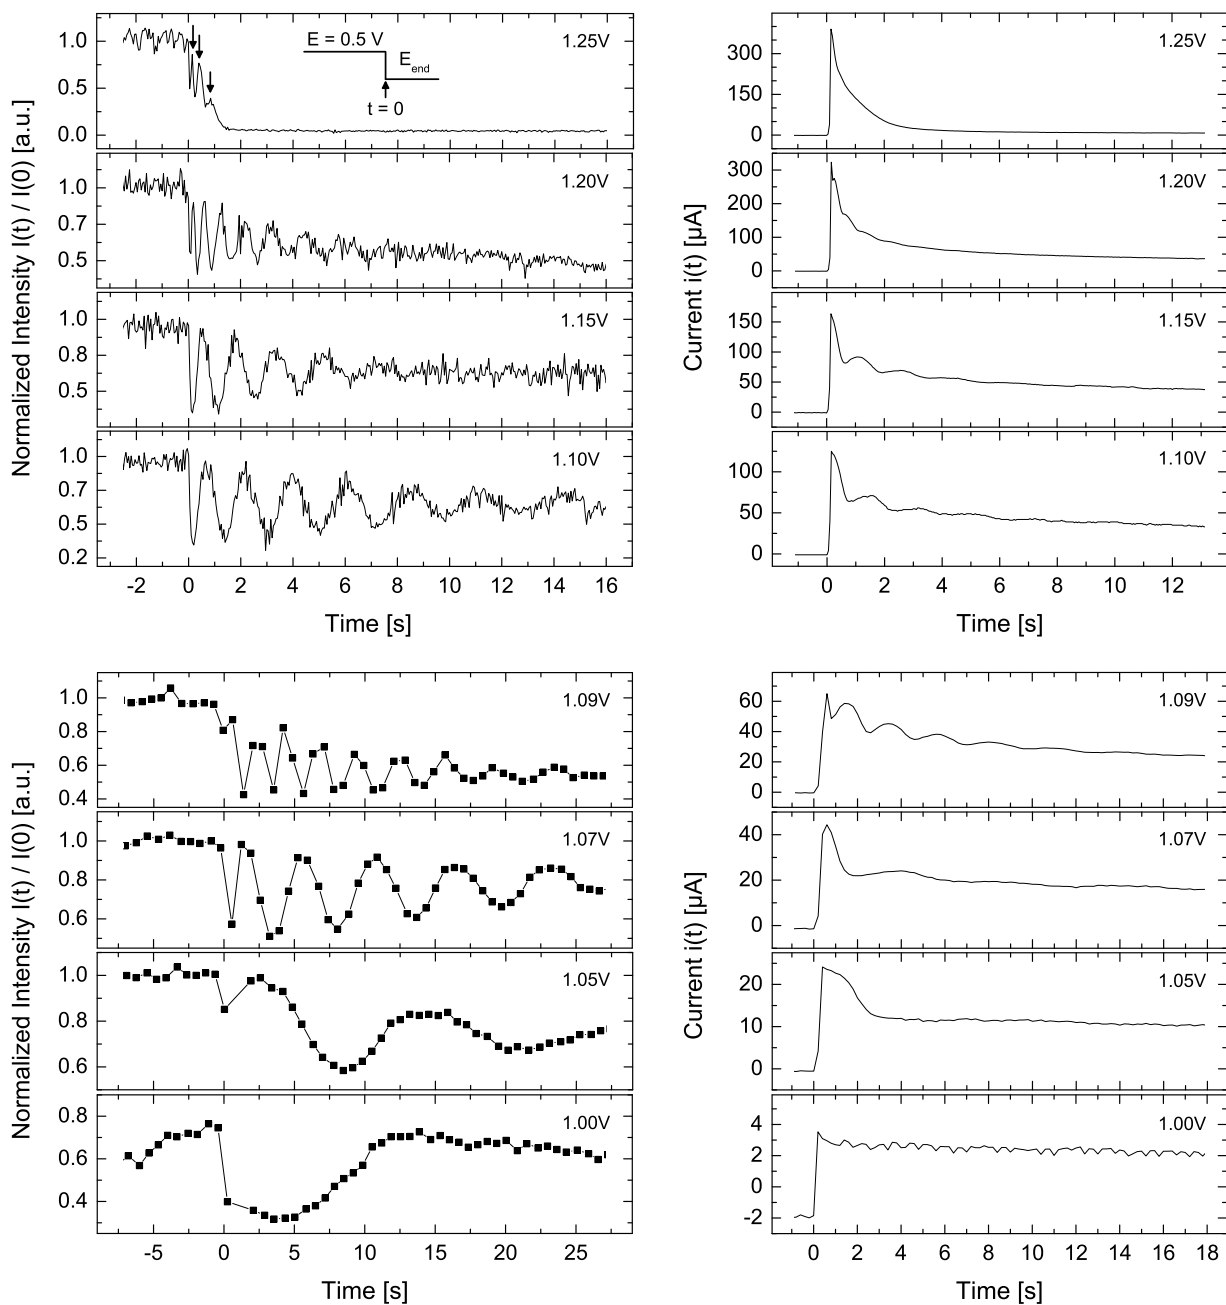 Normalized Intensity I(t) / I(0) [a.u.]
1.0
0.5
0.0
E = 0.5 V
E_end
t = 0
1.25V
1.0
0.7
0.5
1.20V
1.0
0.8
0.5
1.15V
1.0
0.7
0.5
0.2
1.10V
-2 0 2 4 6 8 10 12 14 16
Time [s]
Current i(t) [µA]
300
150
0
1.25V
300
200
100
0
1.20V
150
100
50
0
1.15V
100
50
0
1.10V
0 2 4 6 8 10 12
Time [s]
Normalized Intensity I(t) / I(0) [a.u.]
1.0
0.8
0.6
0.4
1.09V
1.0
0.8
0.6
1.07V
1.0
0.8
0.6
1.05V
0.8
0.6
0.4
1.00V
-5 0 5 10 15 20 25
Time [s]
Current i(t) [µA]
60
40
20
0
1.09V
40
20
0
1.07V
20
10
0
1.05V
4
2
0
-2
1.00V
0 2 4 6 8 10 12 14 16 18
Time [s]